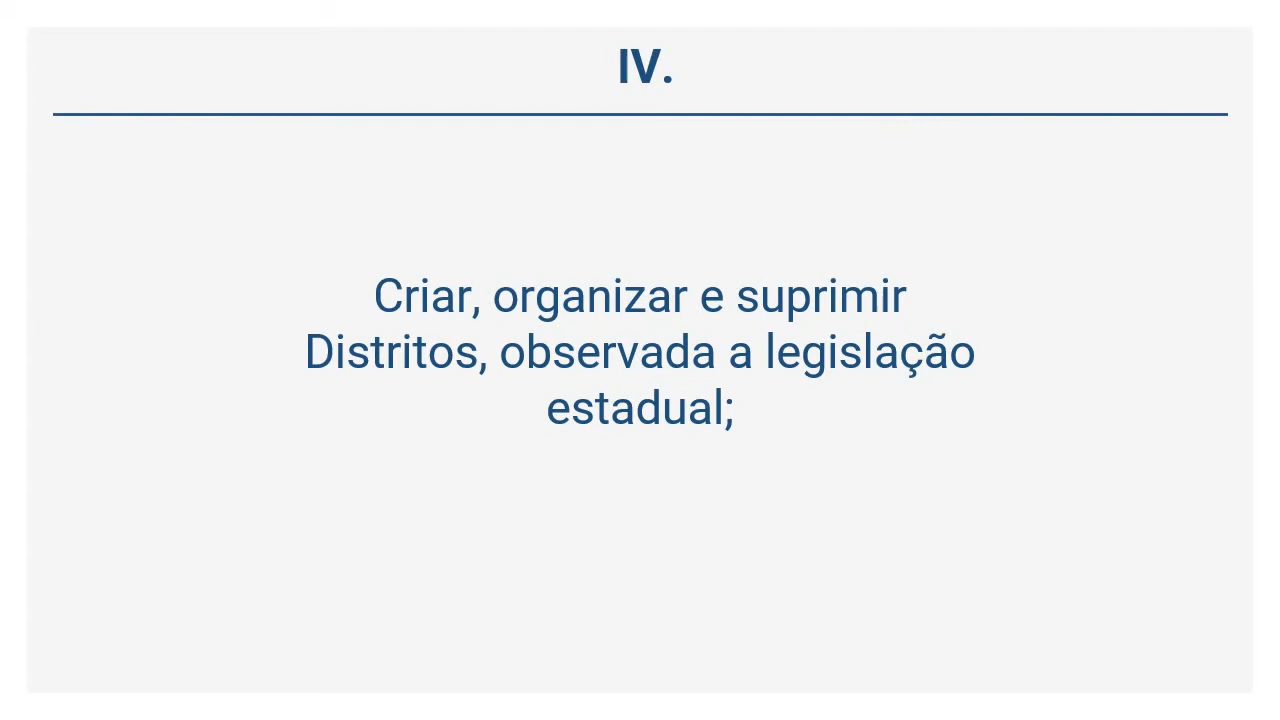 IV.
Criar, organizar e suprimir
Distritos, observada a legislação
estadual;